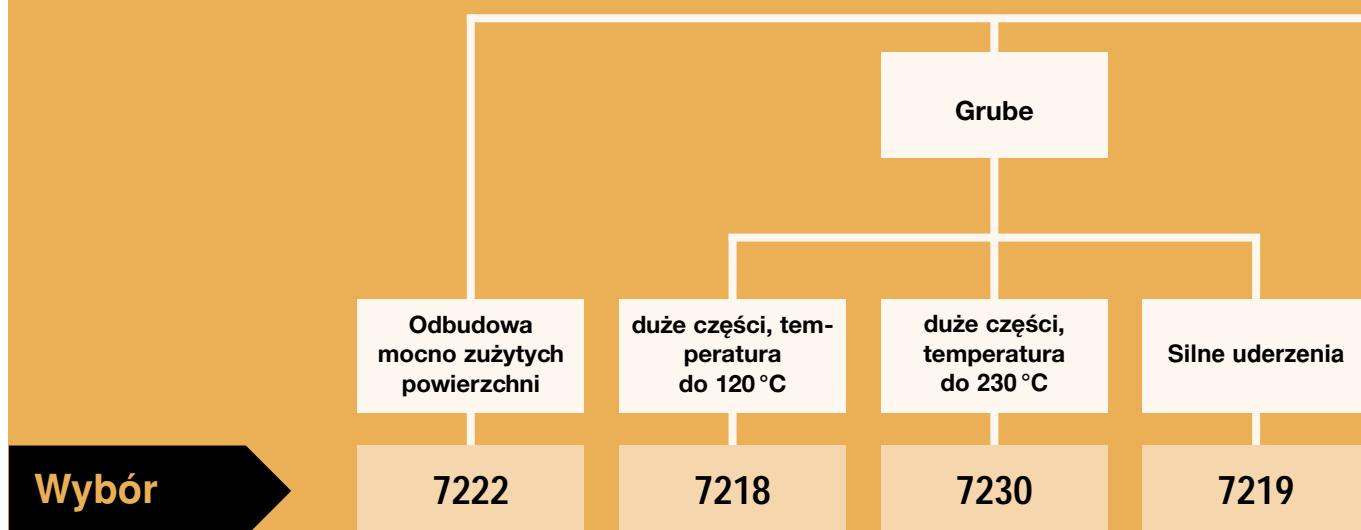 Grube
Odbudowa
mocno zużytych
powierzchni
duże części, tem-
peratura
do 120 °C
duże części,
temperatura
do 230 °C
Silne uderzenia
Wybór
7222
7218
7230
7219